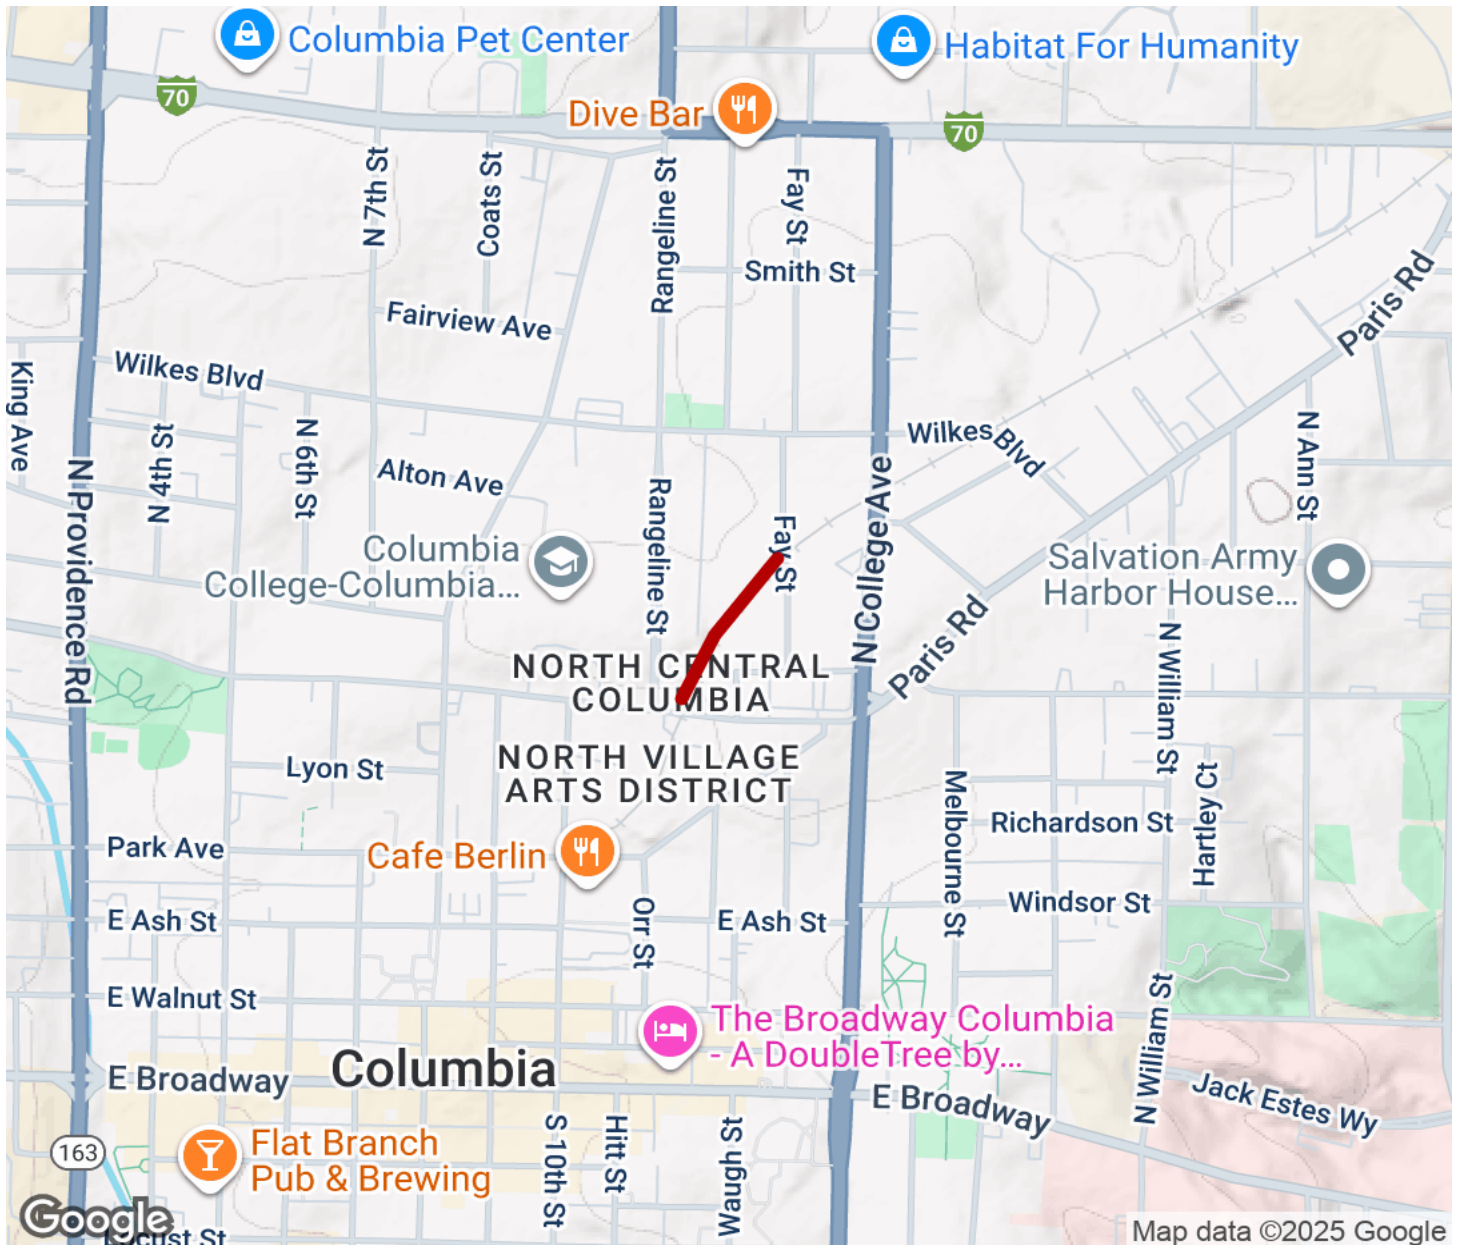 Columbia Pet Center
Habitat For Humanity
70
Dive Bar
70
N 7th St
Coats St
Rangeline St
Fay St
Smith St
Paris Rd
Fairview Ave
Wilkes Blvd
King Ave
N 4th St
N 6th St
Alton Ave
Wilkes Blvd
N Ann St
N Providence Rd
Rangeline St
Fay St
N College Ave
Columbia
College-Columbia...
Salvation Army
Harbor House...
Paris Rd
N William St
NORTH CENTRAL
COLUMBIA
NORTH VILLAGE
ARTS DISTRICT
Lyon St
Melbourne St
Hartley Ct
Richardson St
Park Ave
Cafe Berlin
Windsor St
E Ash St
Orr St
E Ash St
E Walnut St
The Broadway Columbia
- A DoubleTree by...
N William St
Columbia
E Broadway
E Broadway
Jack Estes Wy
163
Flat Branch
Pub & Brewing
S 10th St
Hitt St
Waugh St
Google
Locust St
Map data ©2025 Google